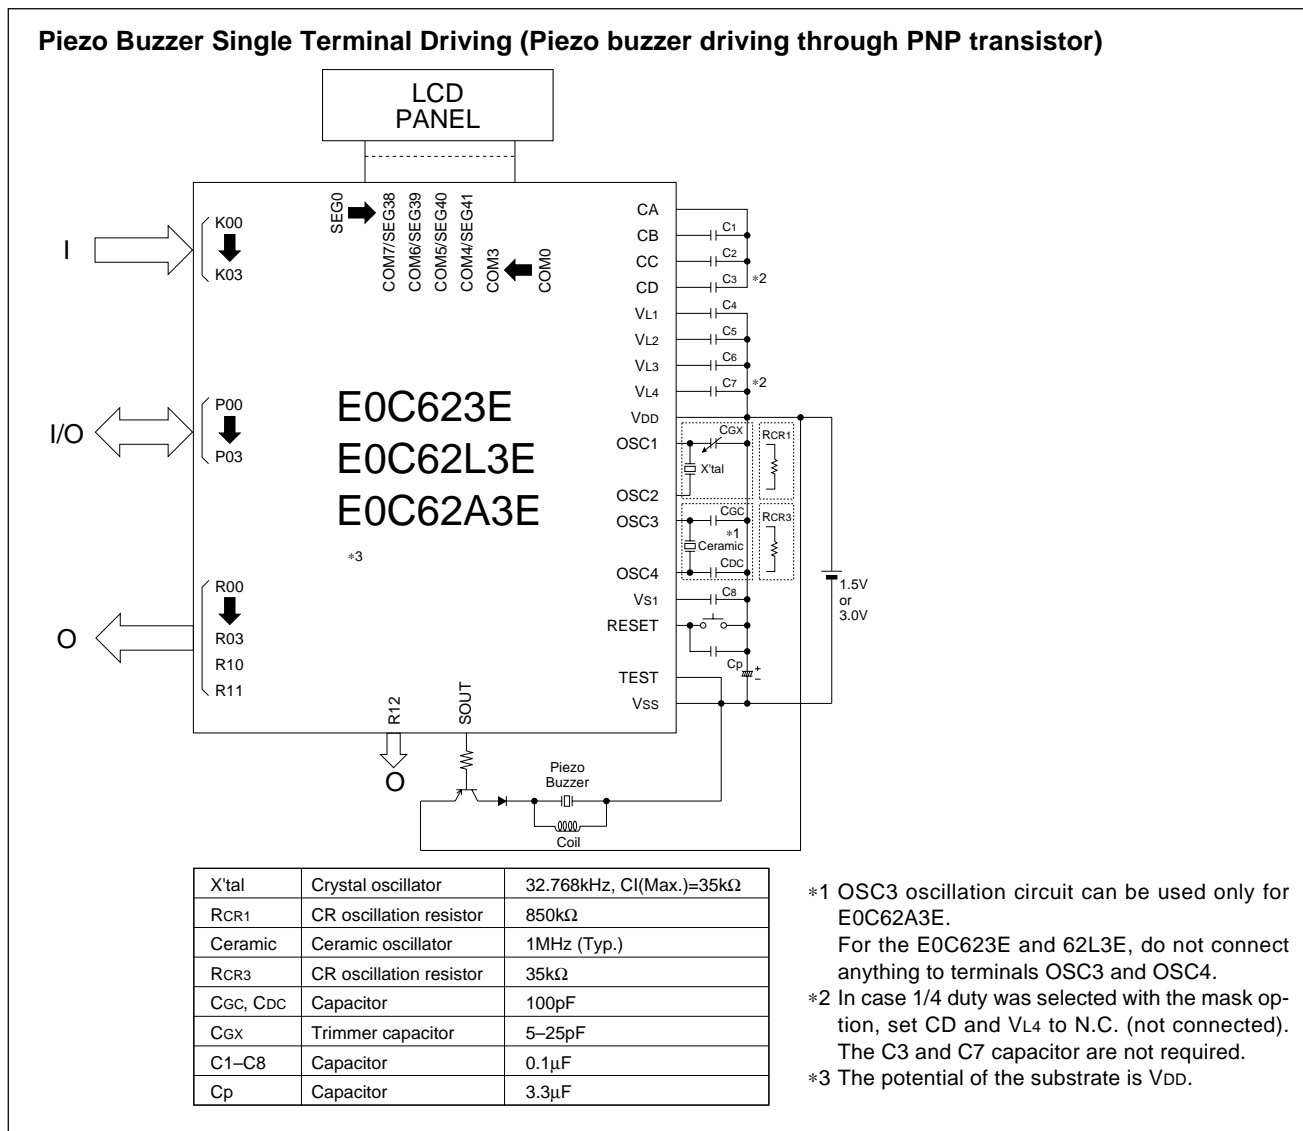 Piezo Buzzer Single Terminal Driving (Piezo buzzer driving through PNP transistor)
LCD
PANEL
I
K00
K03
SEG0
COM7/SEG38
COM6/SEG39
COM5/SEG40
COM4/SEG41
COM3
COM0
CA
CB
CC
CD
VL1
VL2
VL3
VL4
VDD
OSC1
OSC2
OSC3
OSC4
VS1
RESET
TEST
VSS
C1
C2
C3 *2
C4
C5
C6
C7 *2
CGX
X'tal
RCR1
CGC
*1
Ceramic
CDC
RCR3
C8
Cp + –
1.5V
or
3.0V
I/O
P00
P03
E0C623E
E0C62L3E
E0C62A3E
*3
O
R00
R03
R10
R11
R12
SOUT
O
Piezo
Buzzer
Coil
X'tal Crystal oscillator 32.768kHz, CI(Max.)=35kΩ
RCR1 CR oscillation resistor 850kΩ
Ceramic Ceramic oscillator 1MHz (Typ.)
RCR3 CR oscillation resistor 35kΩ
CGC, CDC Capacitor 100pF
CGX Trimmer capacitor 5–25pF
C1–C8 Capacitor 0.1μF
Cp Capacitor 3.3μF
*1 OSC3 oscillation circuit can be used only for
E0C62A3E.
For the E0C623E and 62L3E, do not connect
anything to terminals OSC3 and OSC4.
*2 In case 1/4 duty was selected with the mask op-
tion, set CD and VL4 to N.C. (not connected).
The C3 and C7 capacitor are not required.
*3 The potential of the substrate is VDD.